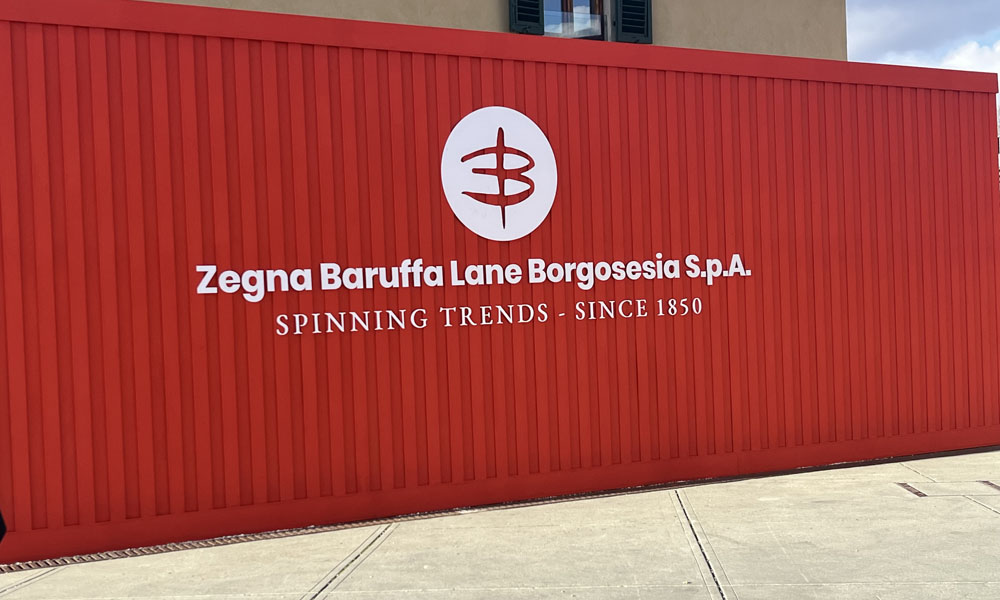 Zegna Baruffa Lane Borgosesia S.p.A.
SPINNING TRENDS - SINCE 1850